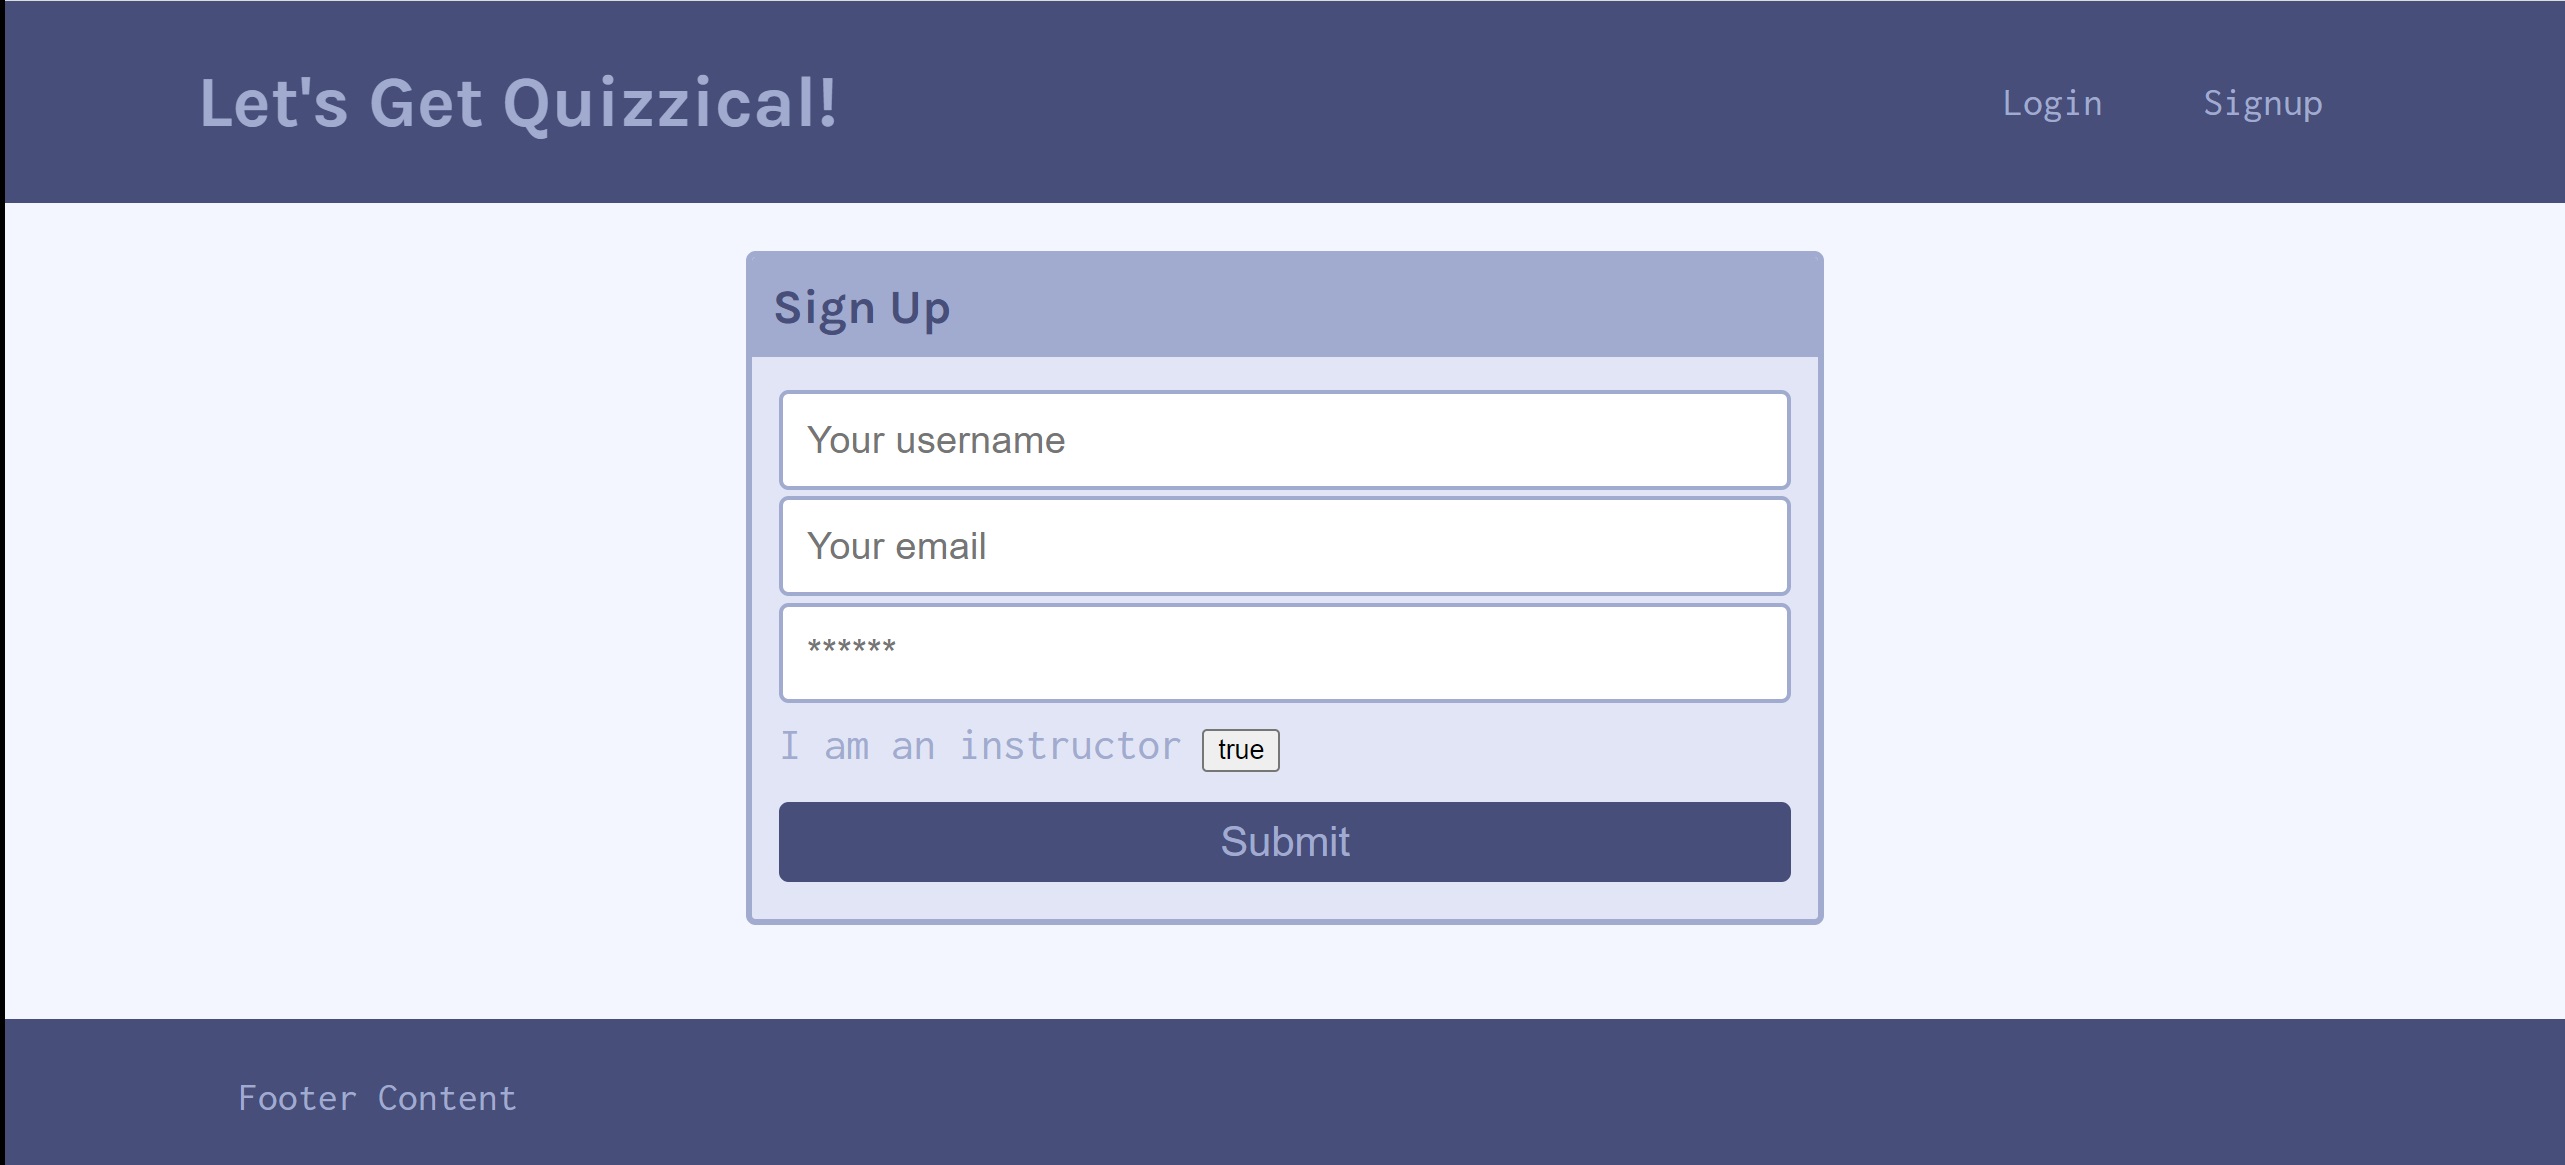 Let's Get Quizzical!
Login Signup
Sign Up
Your username
Your email
******
I am an instructor true
Submit
Footer Content